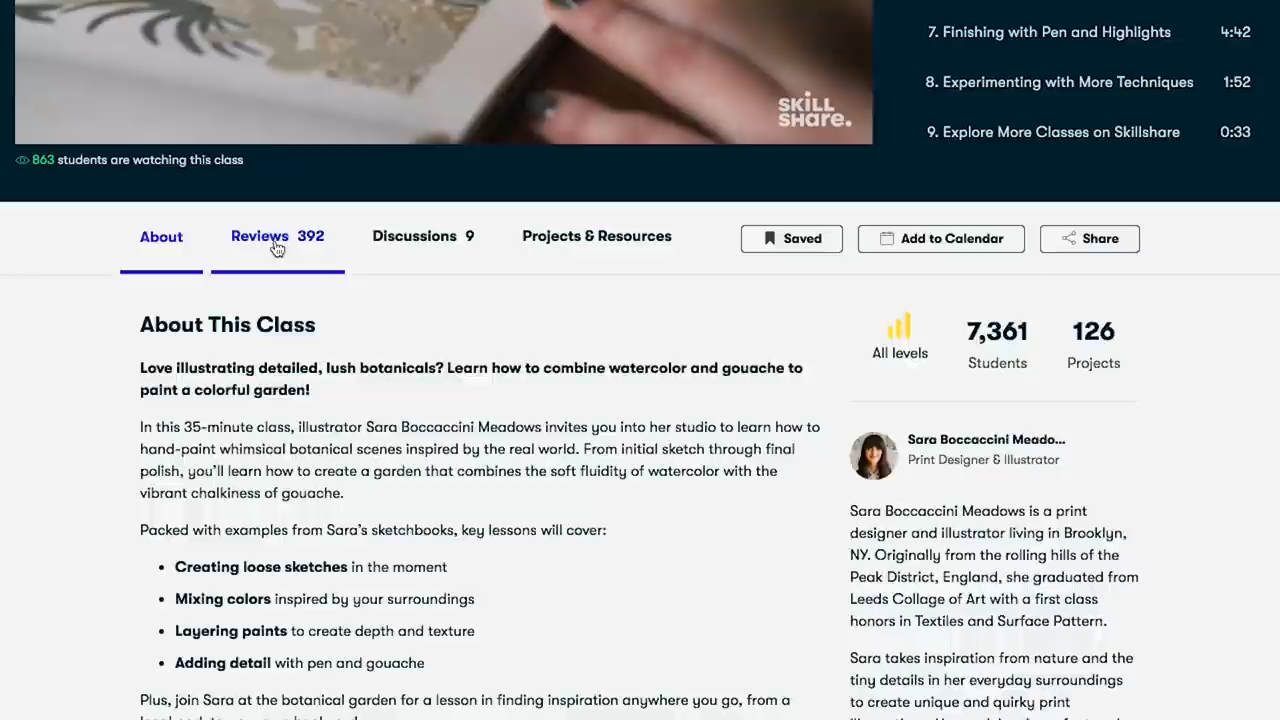 7. Finishing with Pen and Highlights 4:42
8. Experimenting with More Techniques 1:52
9. Explore More Classes on Skillshare 0:33
SKILL
SHARE.
863 students are watching this class
About Reviews 392 Discussions 9 Projects & Resources Saved Add to Calendar Share
About This Class
Love illustrating detailed, lush botanicals? Learn how to combine watercolor and gouache to
paint a colorful garden!
In this 35-minute class, illustrator Sara Boccaccini Meadows invites you into her studio to learn how to
hand-paint whimsical botanical scenes inspired by the real world. From initial sketch through final
polish, you'll learn how to create a garden that combines the soft fluidity of watercolor with the
vibrant chalkiness of gouache.
Packed with examples from Sara's sketchbooks, key lessons will cover:
• Creating loose sketches in the moment
• Mixing colors inspired by your surroundings
• Layering paints to create depth and texture
• Adding detail with pen and gouache
Plus, join Sara at the botanical garden for a lesson in finding inspiration anywhere you go, from a
All levels
7,361
Students
126
Projects
Sara Boccaccini Meado...
Print Designer & Illustrator
Sara Boccaccini Meadows is a print
designer and illustrator living in Brooklyn,
NY. Originally from the rolling hills of the
Peak District, England, she graduated from
Leeds Collage of Art with a first class
honors in Textiles and Surface Pattern.
Sara takes inspiration from nature and the
tiny details in her everyday surroundings
to create unique and quirky print